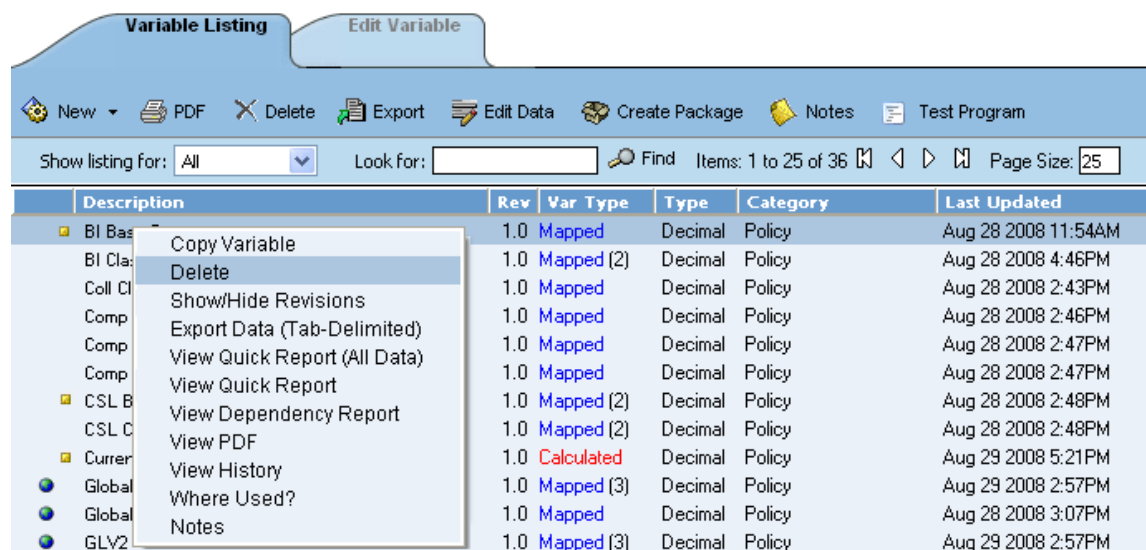 Variable Listing Edit Variable
New PDF Delete Export Edit Data Create Package Notes Test Program
Show listing for: All Look for: Find Items: 1 to 25 of 36 Page Size: 25
Description Rev Var Type Type Category Last Updated
BI 1.0 Mapped Decimal Policy Aug 28 2008 11:54AM
Copy Variable
BI 1.0 Mapped (2) Decimal Policy Aug 28 2008 4:46PM
Delete
Coll 1.0 Mapped Decimal Policy Aug 28 2008 2:43PM
Show/Hide Revisions
Comp 1.0 Mapped Decimal Policy Aug 28 2008 2:46PM
Export Data (Tab-Delimited)
Comp 1.0 Mapped Decimal Policy Aug 28 2008 2:47PM
View Quick Report (All Data)
Comp 1.0 Mapped Decimal Policy Aug 28 2008 2:47PM
View Quick Report
CSL B 1.0 Mapped (2) Decimal Policy Aug 28 2008 2:48PM
View Dependency Report
CSL C 1.0 Mapped (2) Decimal Policy Aug 28 2008 2:48PM
View PDF
Curren 1.0 Calculated Decimal Policy Aug 29 2008 5:21PM
View History
Global 1.0 Mapped (3) Decimal Policy Aug 29 2008 2:57PM
Where Used?
Global 1.0 Mapped Decimal Policy Aug 28 2008 3:07PM
Notes
GLV2 1.0 Mapped (3) Decimal Policy Aug 29 2008 2:57PM